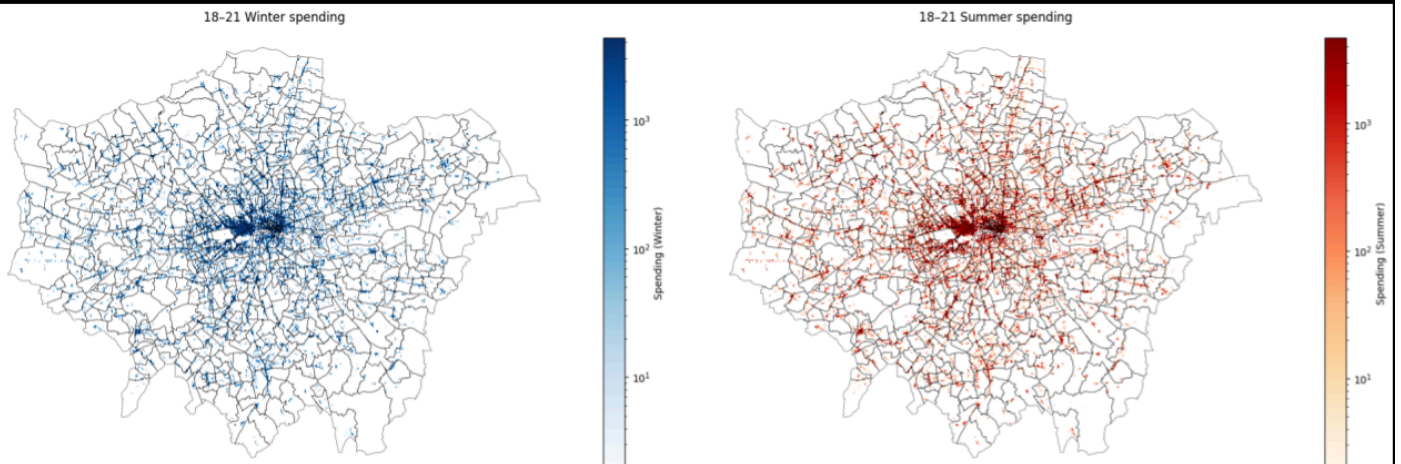 18–21 Winter spending
10³
10²
10¹
Spending (Winter)
18–21 Summer spending
10³
10²
10¹
Spending (Summer)